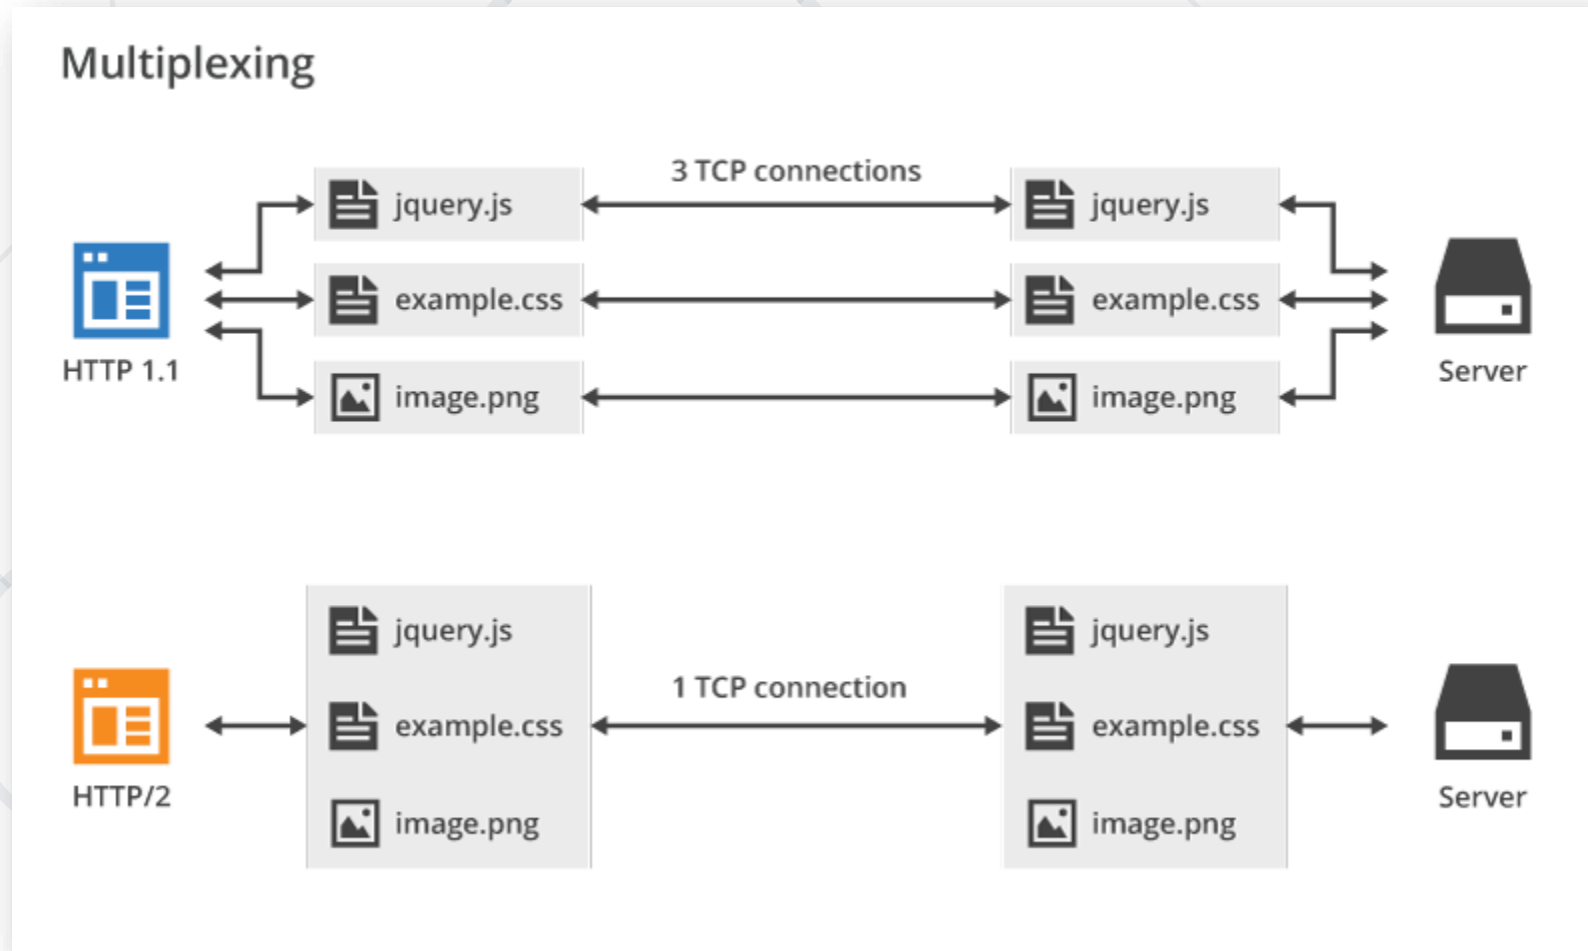 Multiplexing
3 TCP connections
jquery.js
jquery.js
example.css
example.css
HTTP 1.1
Server
image.png
image.png
jquery.js
jquery.js
1 TCP connection
example.css
example.css
HTTP/2
Server
image.png
image.png